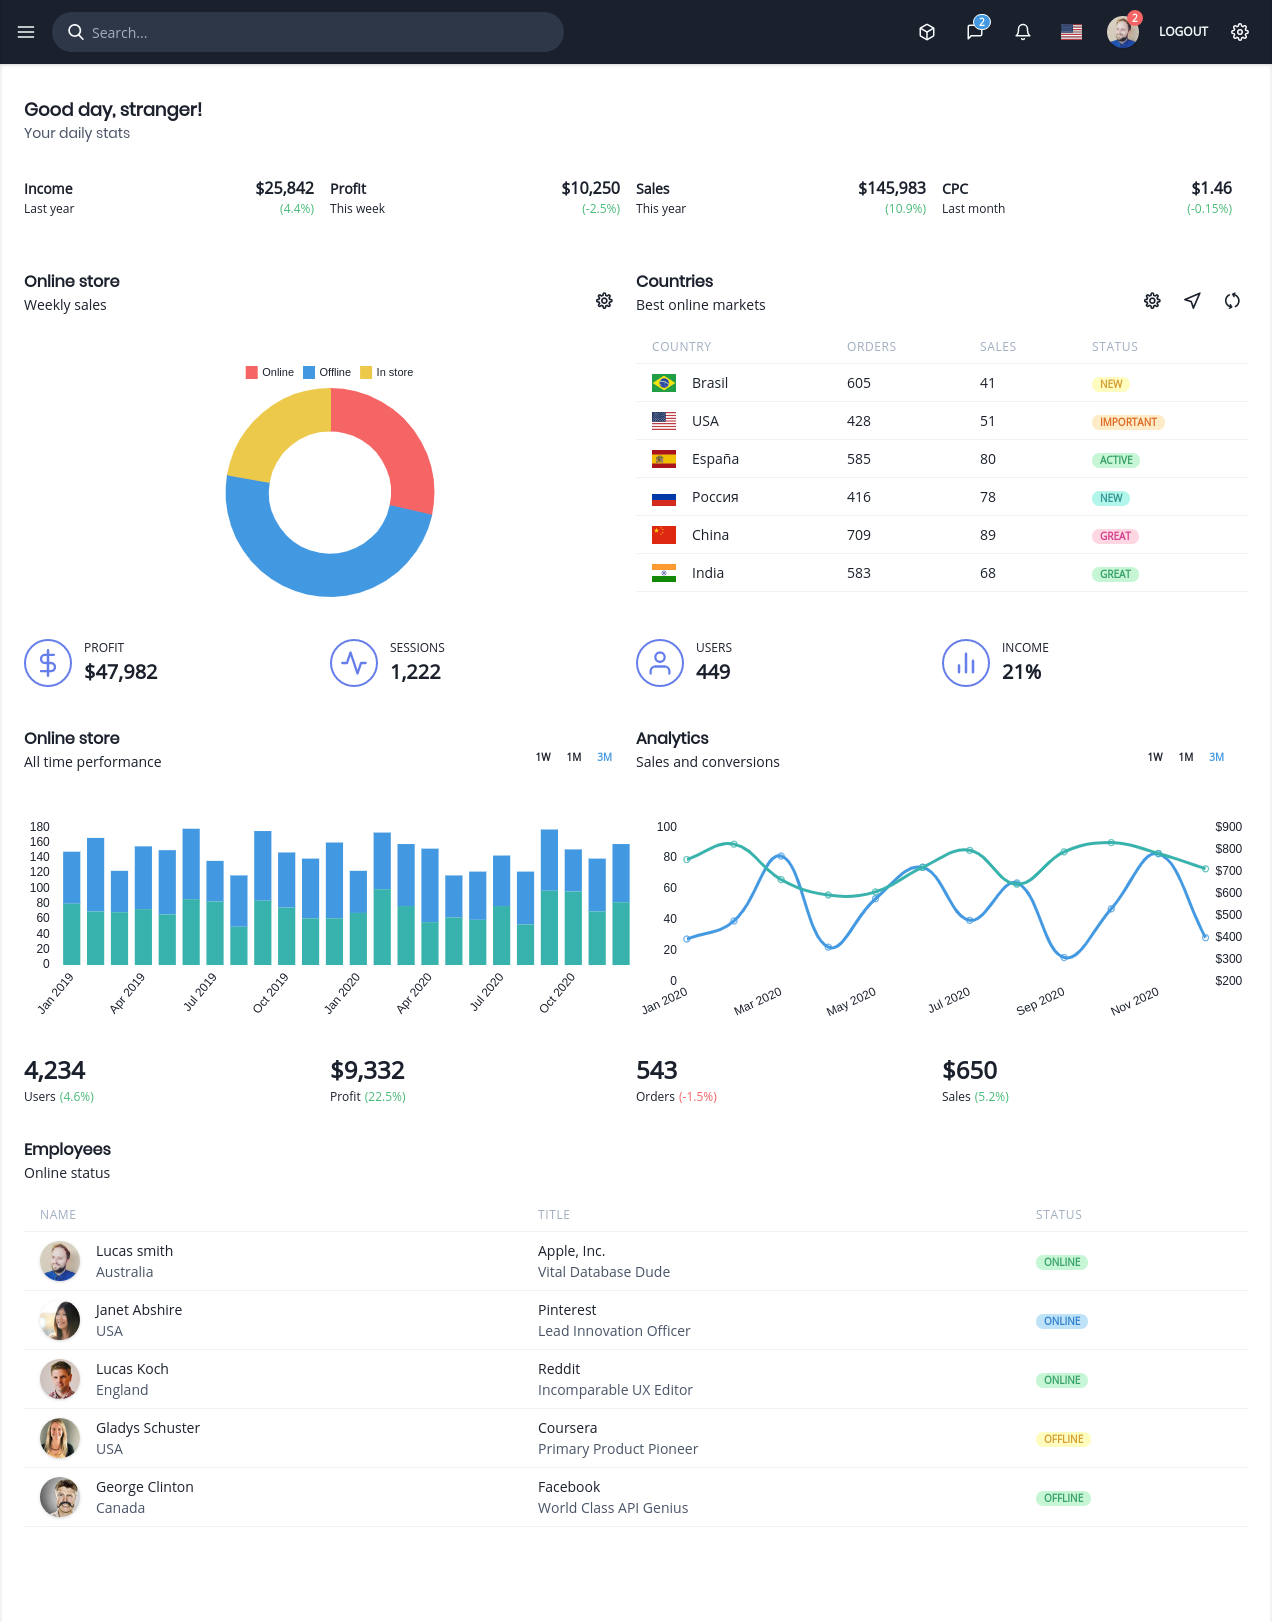 Search...
2
2
LOGOUT
Good day, stranger!
Your daily stats
Income $25,842
Last year (4.4%)
Profit $10,250
This week (-2.5%)
Sales $145,983
This year (10.9%)
CPC $1.46
Last month (-0.15%)
Online store
Weekly sales
Online Offline In store
Countries
Best online markets
COUNTRY ORDERS SALES STATUS
Brasil 605 41 NEW
USA 428 51 IMPORTANT
España 585 80 ACTIVE
Россия 416 78 NEW
China 709 89 GREAT
India 583 68 GREAT
PROFIT
$47,982
SESSIONS
1,222
USERS
449
INCOME
21%
Online store
All time performance
1W 1M 3M
180
160
140
120
100
80
60
40
20
0
Jan 2019 Apr 2019 Jul 2019 Oct 2019 Jan 2020 Apr 2020 Jul 2020 Oct 2020
Analytics
Sales and conversions
1W 1M 3M
100
80
60
40
20
0
$900
$800
$700
$600
$500
$400
$300
$200
Jan 2020 Mar 2020 May 2020 Jul 2020 Sep 2020 Nov 2020
4,234
Users (4.6%)
$9,332
Profit (22.5%)
543
Orders (-1.5%)
$650
Sales (5.2%)
Employees
Online status
NAME TITLE STATUS
Lucas smith Apple, Inc.
Australia Vital Database Dude
ONLINE
Janet Abshire Pinterest
USA Lead Innovation Officer
ONLINE
Lucas Koch Reddit
England Incomparable UX Editor
ONLINE
Gladys Schuster Coursera
USA Primary Product Pioneer
OFFLINE
George Clinton Facebook
Canada World Class API Genius
OFFLINE